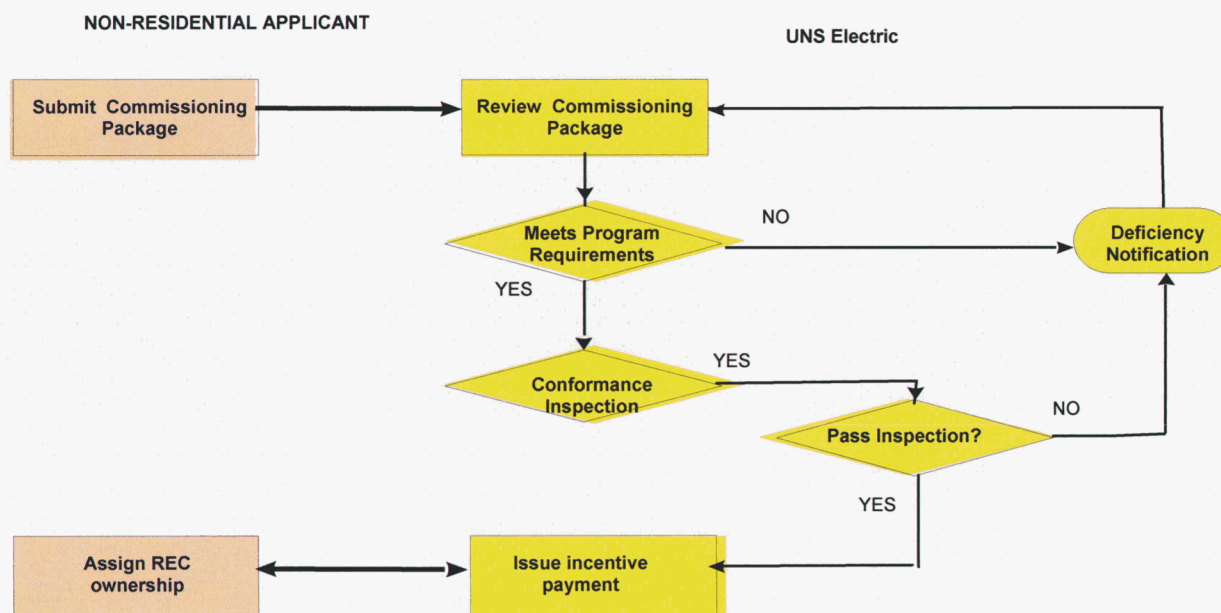 NON-RESIDENTIAL APPLICANT
UNS Electric
Submit Commissioning
Package
Review Commissioning
Package
Meets Program
Requirements
NO
Deficiency
Notification
YES
Conformance
Inspection
YES
Pass Inspection?
NO
YES
Assign REC
ownership
Issue incentive
payment